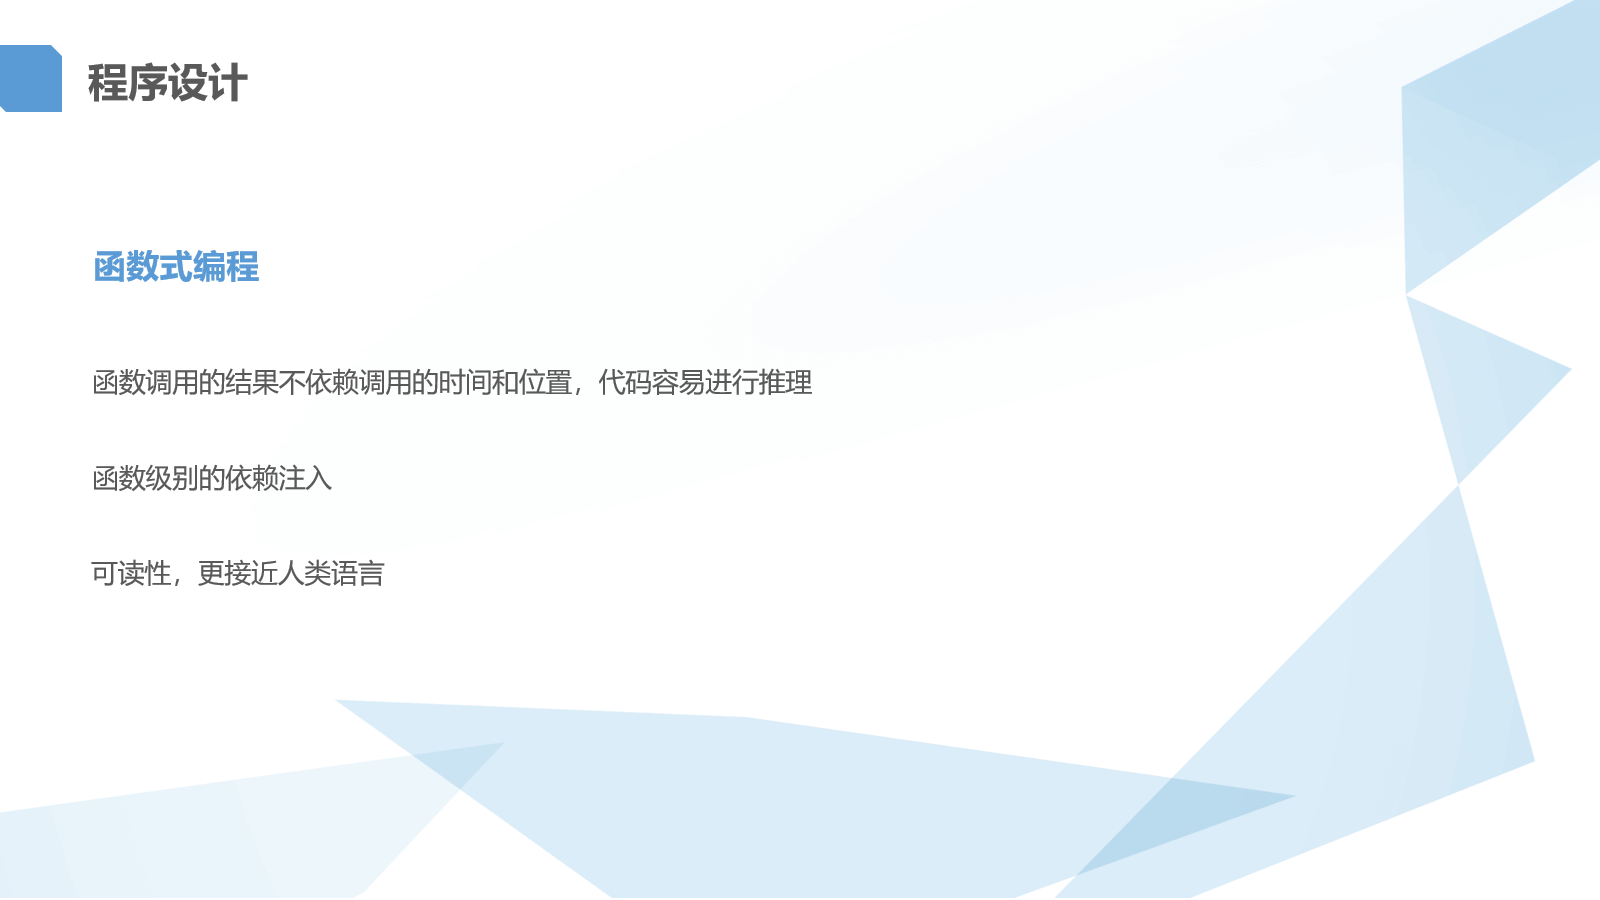 程序设计
函数式编程
函数调用的结果不依赖调用的时间和位置，代码容易进行推理
函数级别的依赖注入
可读性，更接近人类语言